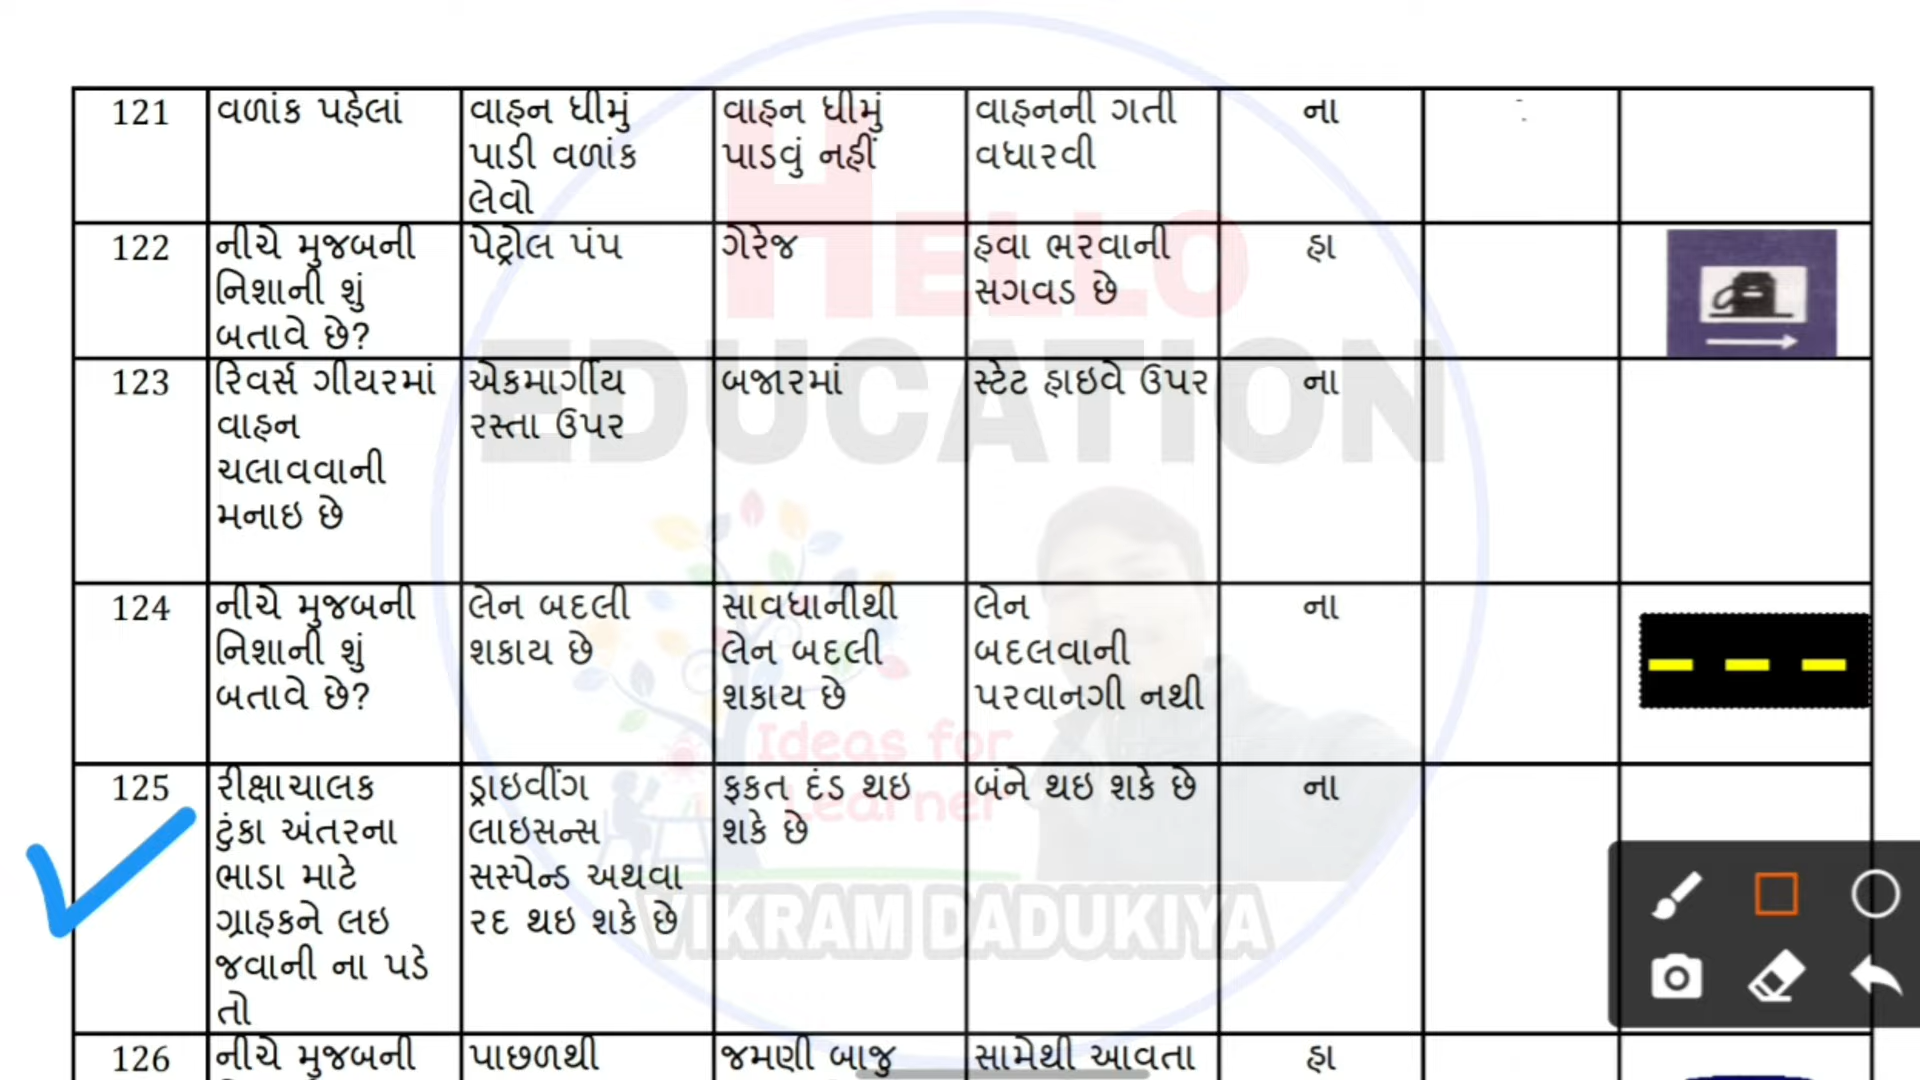 121
વળાંક પહેલાં
વાહન ધીમું
પાડી વળાંક
લેવો
વાહન ધીમું
પાડવું નહીં
વાહનની ગતી
વધારવી
ના
122
નીચે મુજબની
નિશાની શું
બતાવે છે?
પેટ્રોલ પંપ
ગેરેજ
હવા ભરવાની
સગવડ છે
હા
123
રિવર્સ ગીયરમાં
વાહન
ચલાવવાની
મનાઇ છે
એકમાર્ગીય
રસ્તા ઉપર
બજારમાં
સ્ટેટ હાઇવે ઉપર
ના
124
નીચે મુજબની
નિશાની શું
બતાવે છે?
લેન બદલી
શકાય છે
સાવધાનીથી
લેન બદલી
શકાય છે
લેન
બદલવાની
પરવાનગી નથી
ના
125
રીક્ષાચાલક
ટુંકા અંતરના
ભાડા માટે
ગ્રાહકને લઇ
જવાની ના પડે
તો
ડ્રાઇવીંગ
લાઇસન્સ
સસ્પેન્ડ અથવા
રદ થઇ શકે છે
ફકત દંડ થઇ
શકે છે
બંને થઇ શકે છે
ના
126
નીચે મુજબની
પાછળથી
જમણી બાજુ
સામેથી આવતા
હા
HELLO
EDUCATION
Ideas for
Learner
VIKRAM DADUKIYA